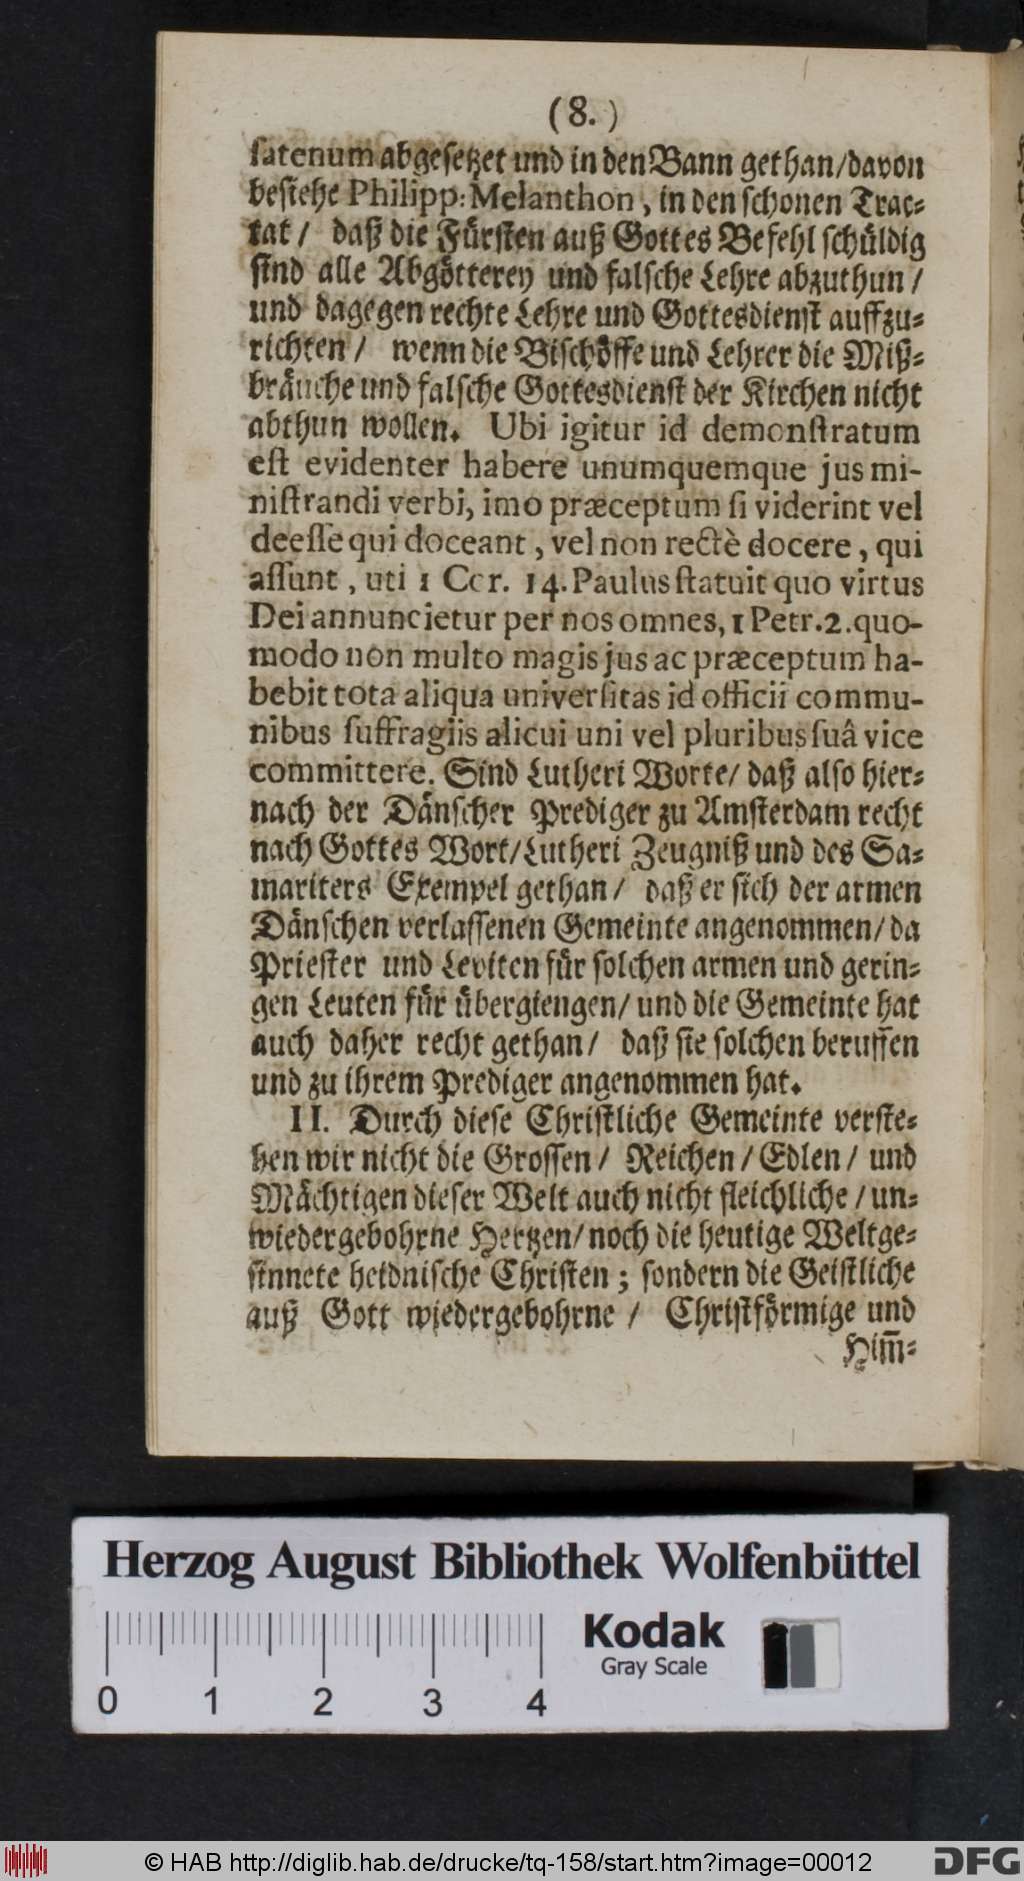 (8.)
ſatenum abgeſetzet und in den Bann gethan/davon
beſiehe Philipp: Melanthon, in den ſchonen Trac-
tat / daß die Fürſten auß Gottes Befehl ſchüldig
ſind alle Abgötterey und falſche Lehre abzuthun /
und dagegen rechte Lehre und Gottesdienſt auffzu-
richten / wenn die Biſchöffe und Lehrer die Miß-
bräuche und falſche Gottesdienſt der Kirchen nicht
abthun wollen. Ubi igitur id demonſtratum
eſt evidenter habere unumquemque jus mi-
niſtrandi verbi, imo præceptum ſi viderint vel
deeſſe qui doceant, vel non rectè docere, qui
aſſunt, uti 1 Cor. 14. Paulus ſtatuit quo virtus
Dei annuncietur per nos omnes, 1 Petr. 2. quo-
modo non multo magis jus ac præceptum ha-
bebit tota aliqua univerſitas id officii commu-
nibus ſuffragiis alicui uni vel pluribus ſuâ vice
committere. Sind Lutheri Worte/ daß alſo hier-
nach der Dänſcher Prediger zu Amſterdam recht
nach Gottes Wort/Lutheri Zeugniß und des Sa-
mariters Exempel gethan / daß er ſich der armen
Dänſchen verlaſſenen Gemeinte angenommen/ da
Prieſter und Leviten für ſolchen armen und gerin-
gen Leuten für übergiengen/ und die Gemeinte hat
auch daher recht gethan / daß ſie ſolchen beruffen
und zu ihrem Prediger angenommen hat.
II. Durch dieſe Chriſtliche Gemeinte verſte-
hen wir nicht die Groſſen / Reichen / Edlen / und
Mächtigen dieſer Welt auch nicht fleichliche / un-
wiedergebohrne Hertzen/ noch die heutige Weltge-
ſinnete heidniſche Chriſten ; ſondern die Geiſtliche
auß Gott wiedergebohrne / Chriſtförmige und
Him̅-
Herzog August Bibliothek Wolfenbüttel
Kodak
Gray Scale
0 1 2 3 4
© HAB http://diglib.hab.de/drucke/tq-158/start.htm?image=00012
DFG